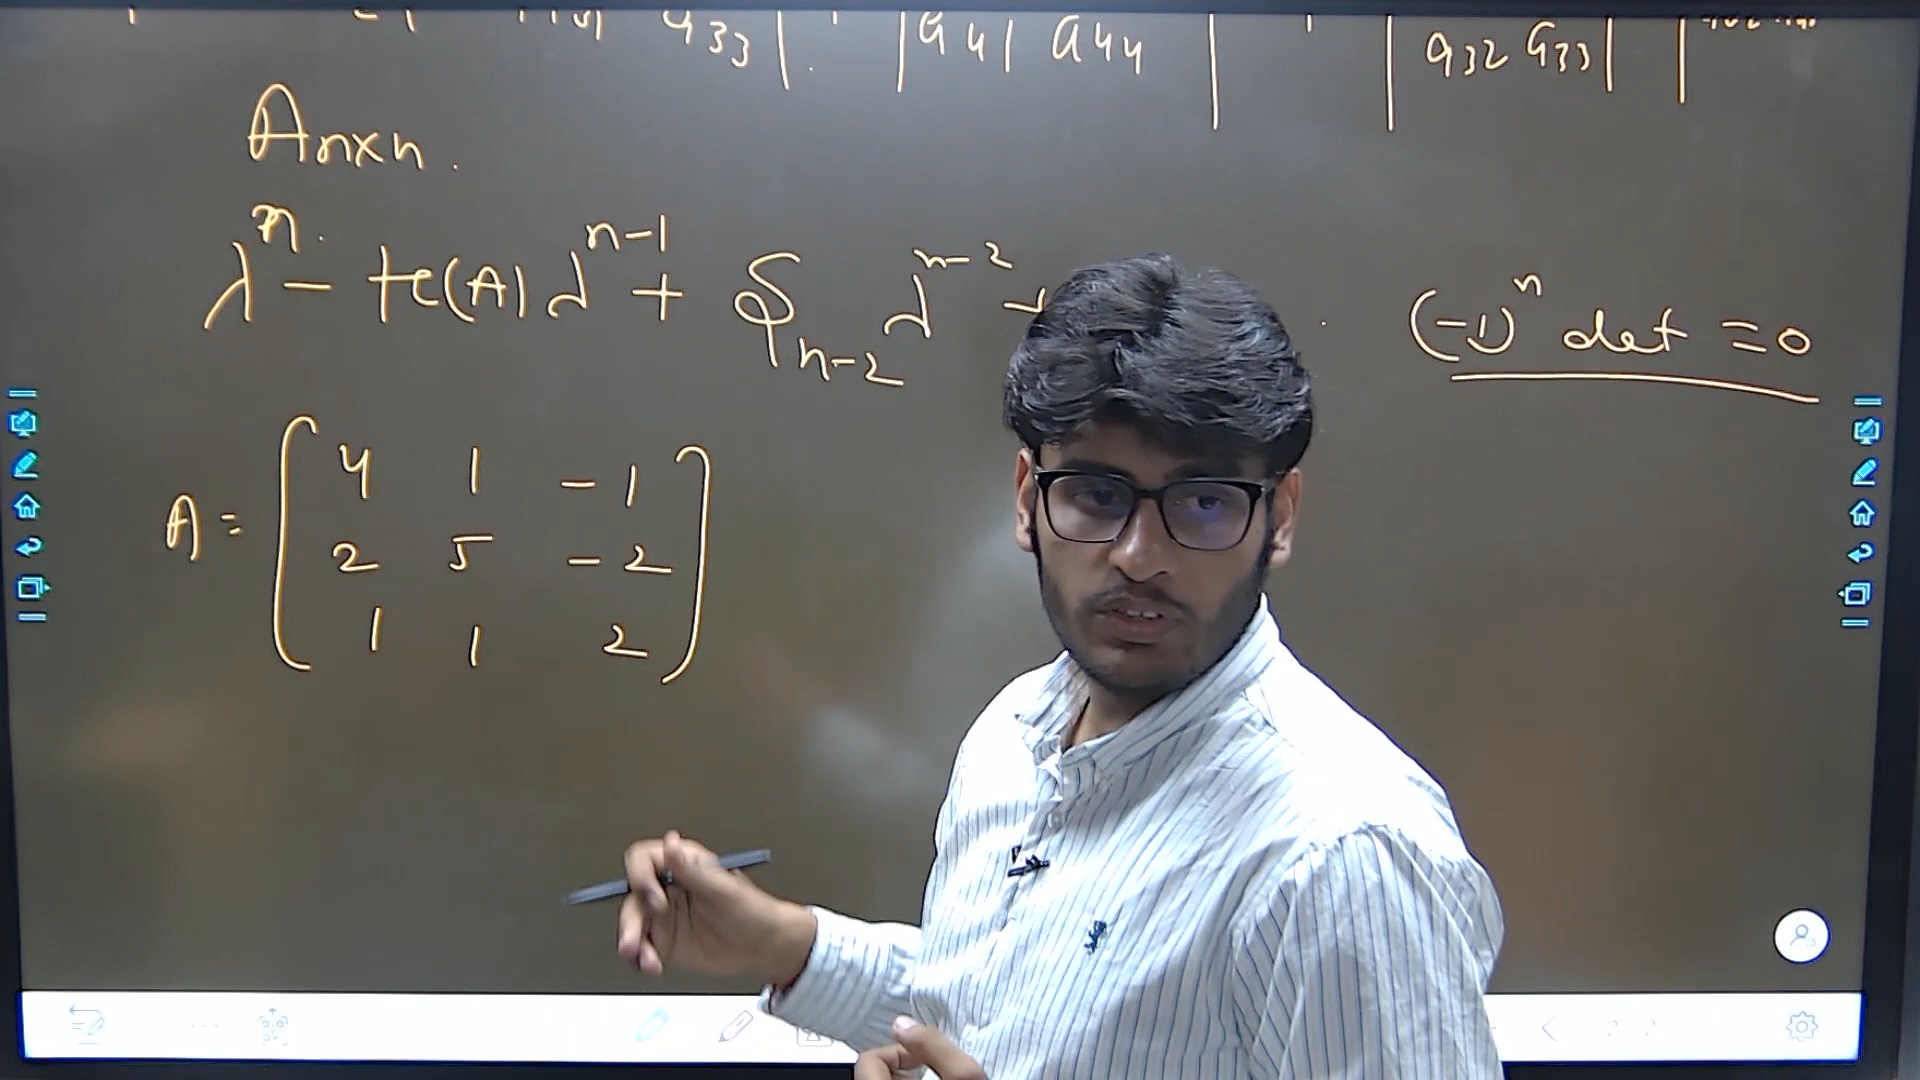 a33 | . | a41 a44 | | a32 a33 |
Anxn.
λ^n - tr(A) λ^(n-1) + S_(n-2) λ^(n-2) + . (-1)^n det = 0
A = [ 4 1 -1
2 5 -2
1 1 2 ]